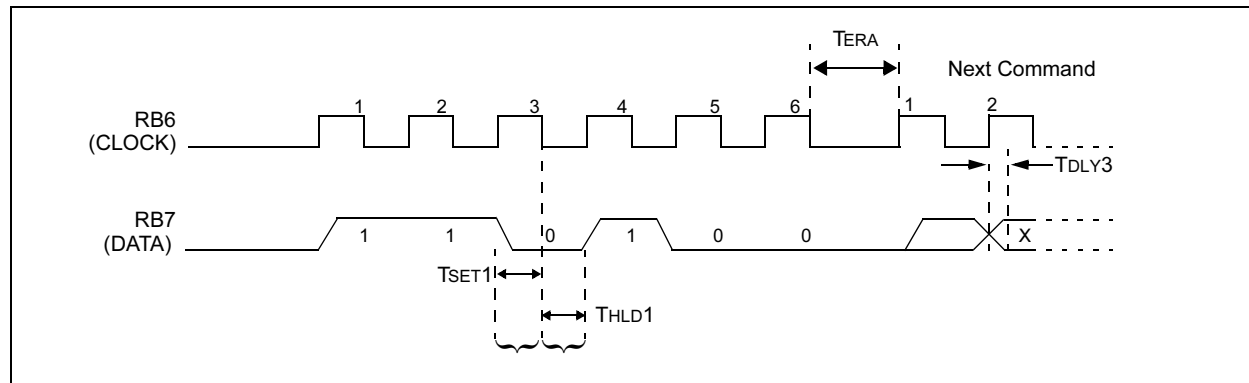 TERA
Next Command
1 2 3 4 5 6 1 2
RB6
(CLOCK)
TDLY3
RB7
(DATA)
1 1 0 1 0 0 X
TSET1
THLD1